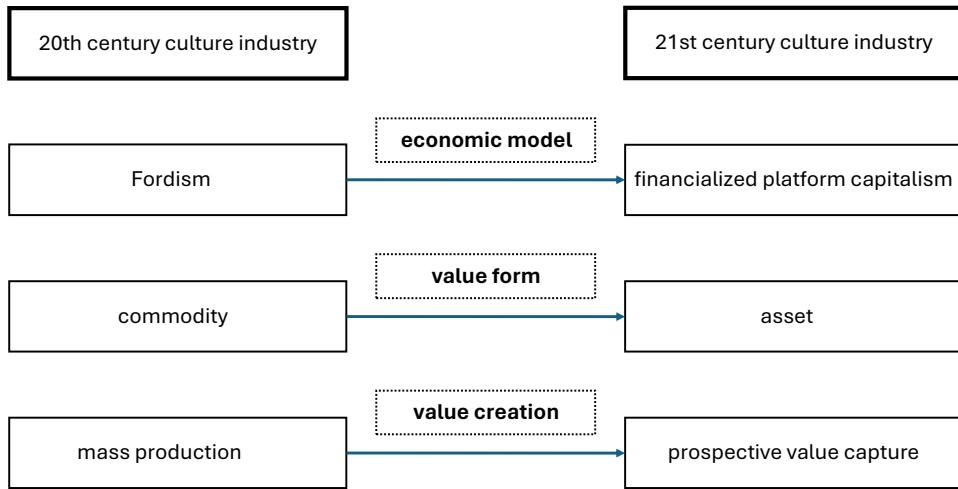 20th century culture industry
21st century culture industry
economic model
Fordism
financialized platform capitalism
value form
commodity
asset
value creation
mass production
prospective value capture